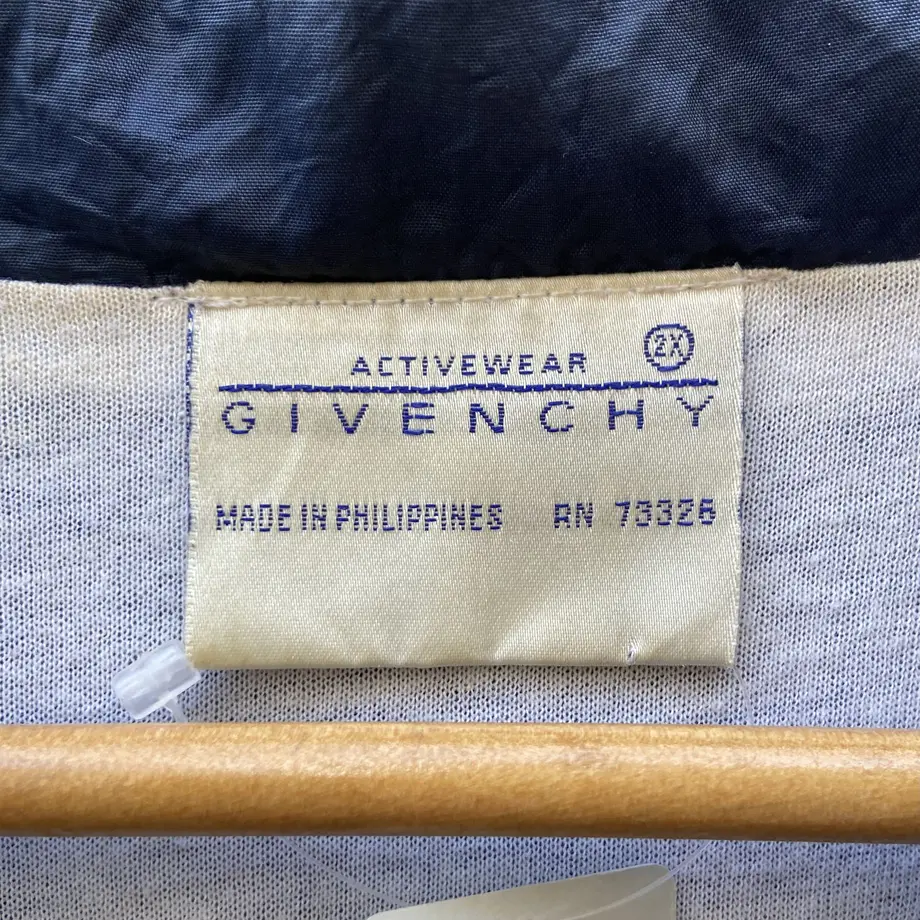 ACTIVEWEAR 2X
GIVENCHY
MADE IN PHILIPPINES RN 73326